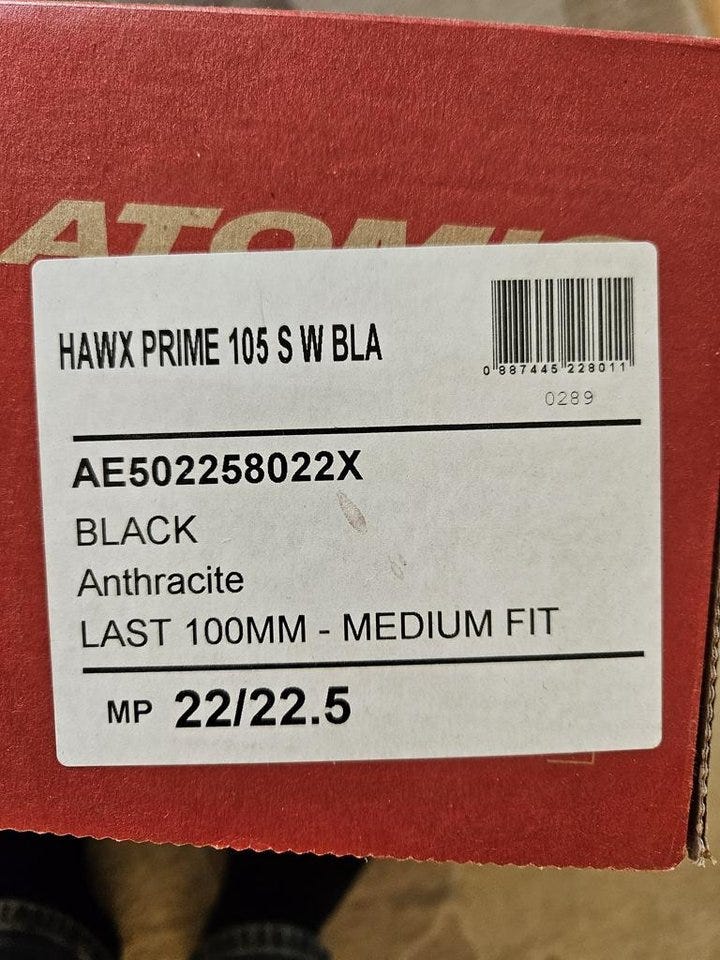 ATOMIC
HAWX PRIME 105 S W BLA
0 887445 228011
0289
AE502258022X
BLACK
Anthracite
LAST 100MM - MEDIUM FIT
MP 22/22.5